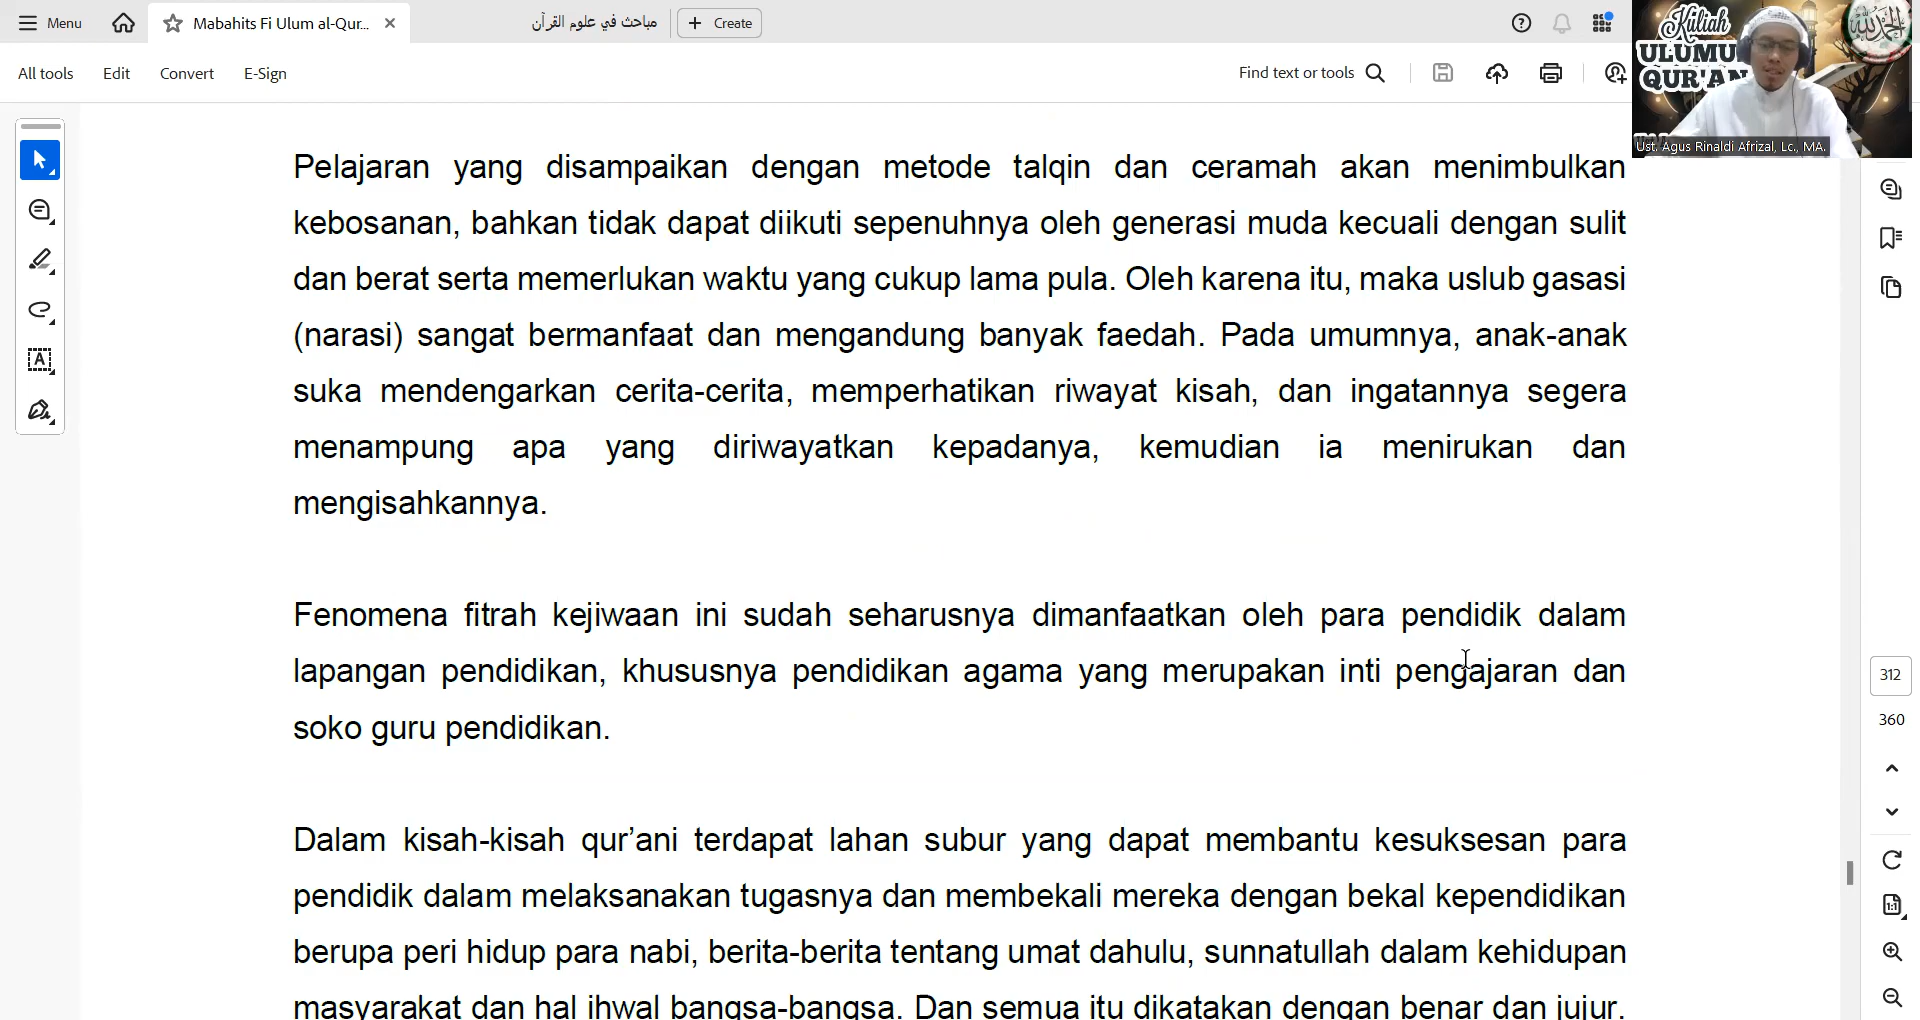 Menu
Mabahits Fi Ulum al-Qur...
مباحث في علوم القرآن
Create
All tools
Edit
Convert
E-Sign
Find text or tools
Kuliah
ULUMU
QUR'AN
Ust. Agus Rinaldi Afrizal, Lc., MA.
Pelajaran yang disampaikan dengan metode talqin dan ceramah akan menimbulkan
kebosanan, bahkan tidak dapat diikuti sepenuhnya oleh generasi muda kecuali dengan sulit
dan berat serta memerlukan waktu yang cukup lama pula. Oleh karena itu, maka uslub gasasi
(narasi) sangat bermanfaat dan mengandung banyak faedah. Pada umumnya, anak-anak
suka mendengarkan cerita-cerita, memperhatikan riwayat kisah, dan ingatannya segera
menampung apa yang diriwayatkan kepadanya, kemudian ia menirukan dan
mengisahkannya.
Fenomena fitrah kejiwaan ini sudah seharusnya dimanfaatkan oleh para pendidik dalam
lapangan pendidikan, khususnya pendidikan agama yang merupakan inti pengajaran dan
soko guru pendidikan.
Dalam kisah-kisah qur’ani terdapat lahan subur yang dapat membantu kesuksesan para
pendidik dalam melaksanakan tugasnya dan membekali mereka dengan bekal kependidikan
berupa peri hidup para nabi, berita-berita tentang umat dahulu, sunnatullah dalam kehidupan
masyarakat dan hal ihwal bangsa-bangsa. Dan semua itu dikatakan dengan benar dan jujur.
312
360